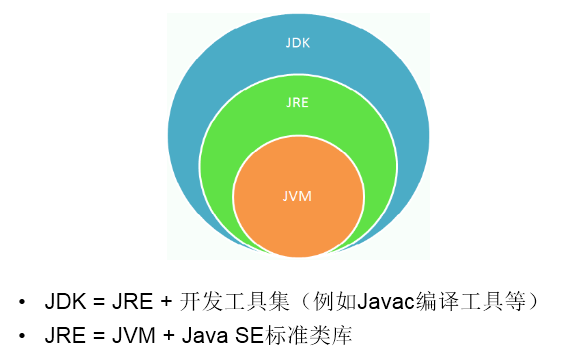 JDK
JRE
JVM
• JDK = JRE + 开发工具集（例如Javac编译工具等）
• JRE = JVM + Java SE标准类库